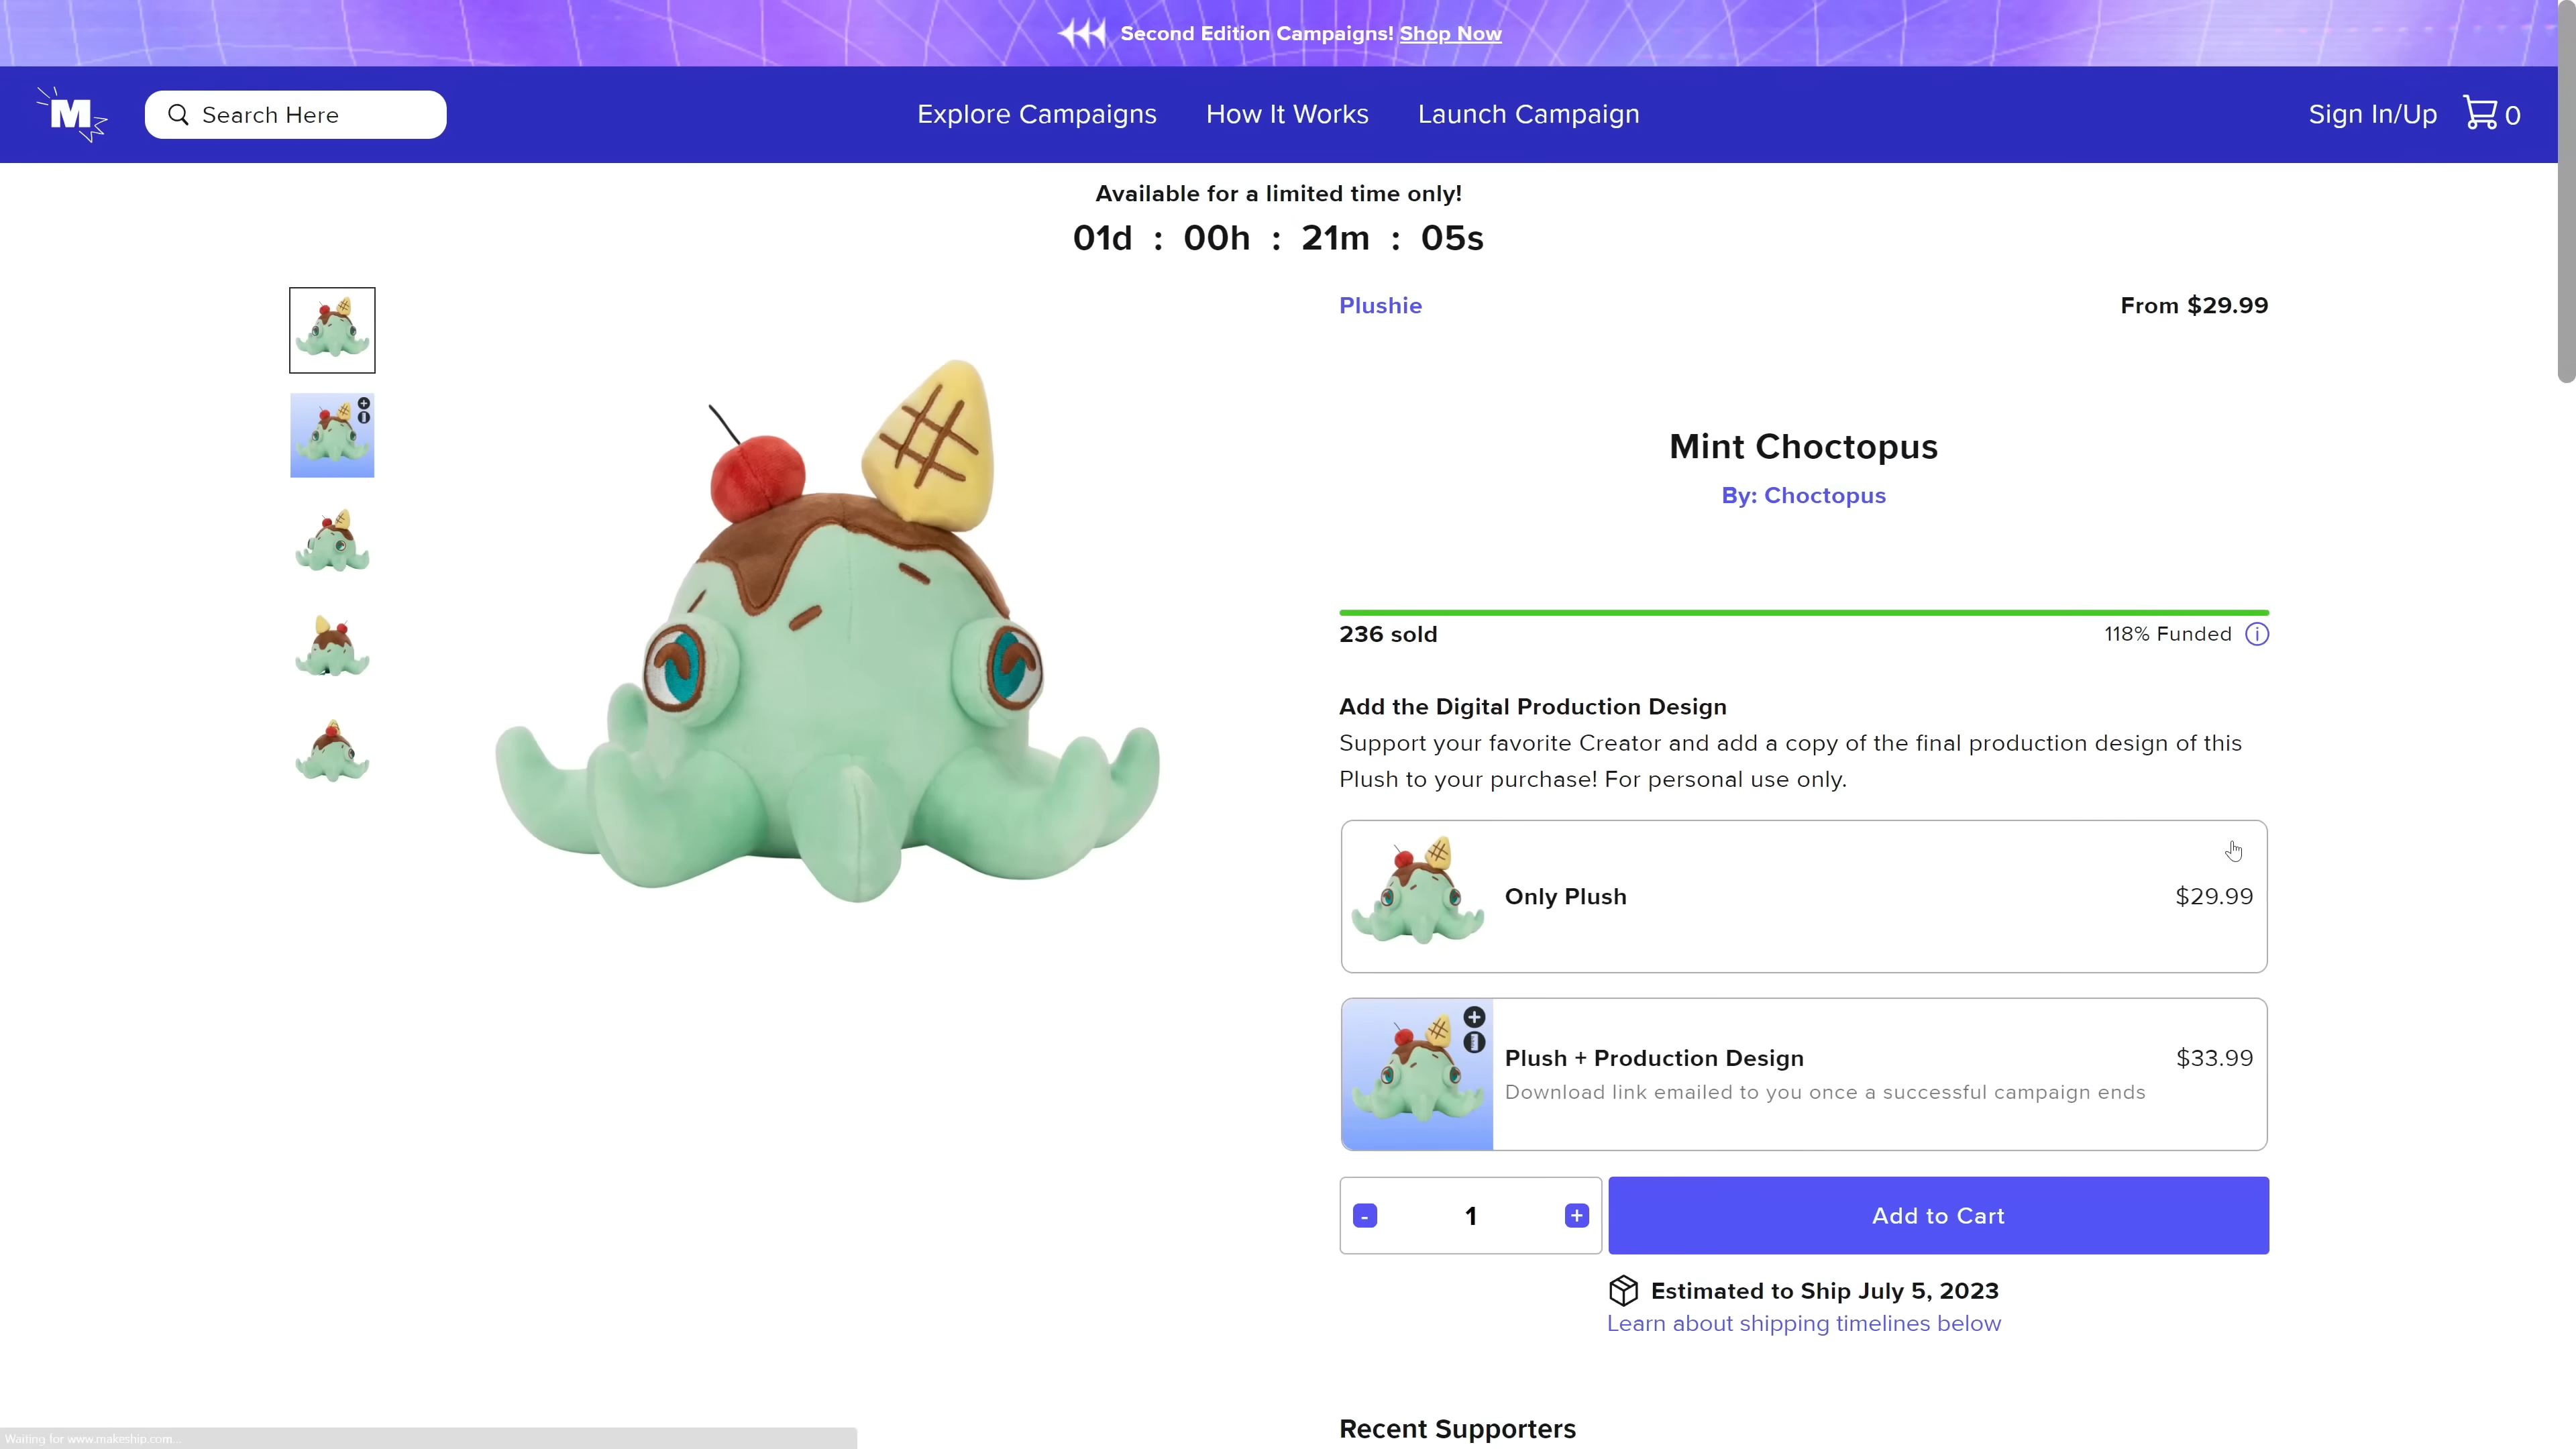 Second Edition Campaigns! Shop Now
M
Search Here
Explore Campaigns
How It Works
Launch Campaign
Sign In/Up
0
Available for a limited time only!
01d : 00h : 21m : 05s
Plushie
From $29.99
Mint Choctopus
By: Choctopus
236 sold
118% Funded
Add the Digital Production Design
Support your favorite Creator and add a copy of the final production design of this
Plush to your purchase! For personal use only.
Only Plush
$29.99
Plush + Production Design
$33.99
Download link emailed to you once a successful campaign ends
- 1 +
Add to Cart
Estimated to Ship July 5, 2023
Learn about shipping timelines below
Recent Supporters
Waiting for www.makeship.com...